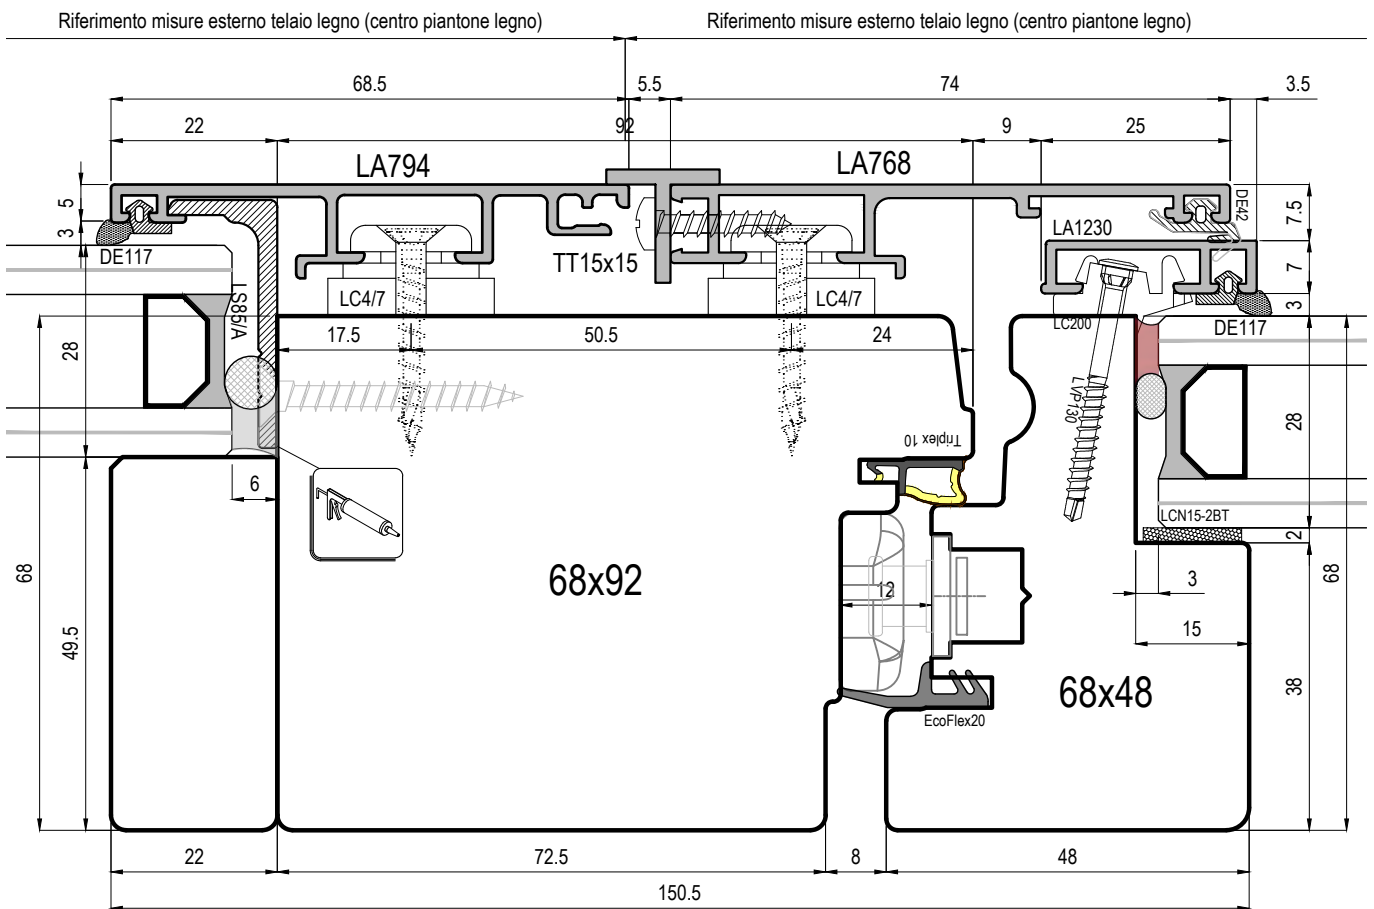 Riferimento misure esterno telaio legno (centro piantone legno)
Riferimento misure esterno telaio legno (centro piantone legno)
68.5
5.5
74
3.5
22
92
9
25
LA794
LA768
5
3
DE117
TT15x15
LA1230
DE42
7.5
7
3
LS85/A
LC4/7
LC4/7
LC200
DE117
17.5
50.5
24
28
LVP130
28
Triplex 10
6
LCN15-2BT
2
68
49.5
68x92
12
3
15
68
38
68x48
EcoFlex20
22
72.5
8
48
150.5